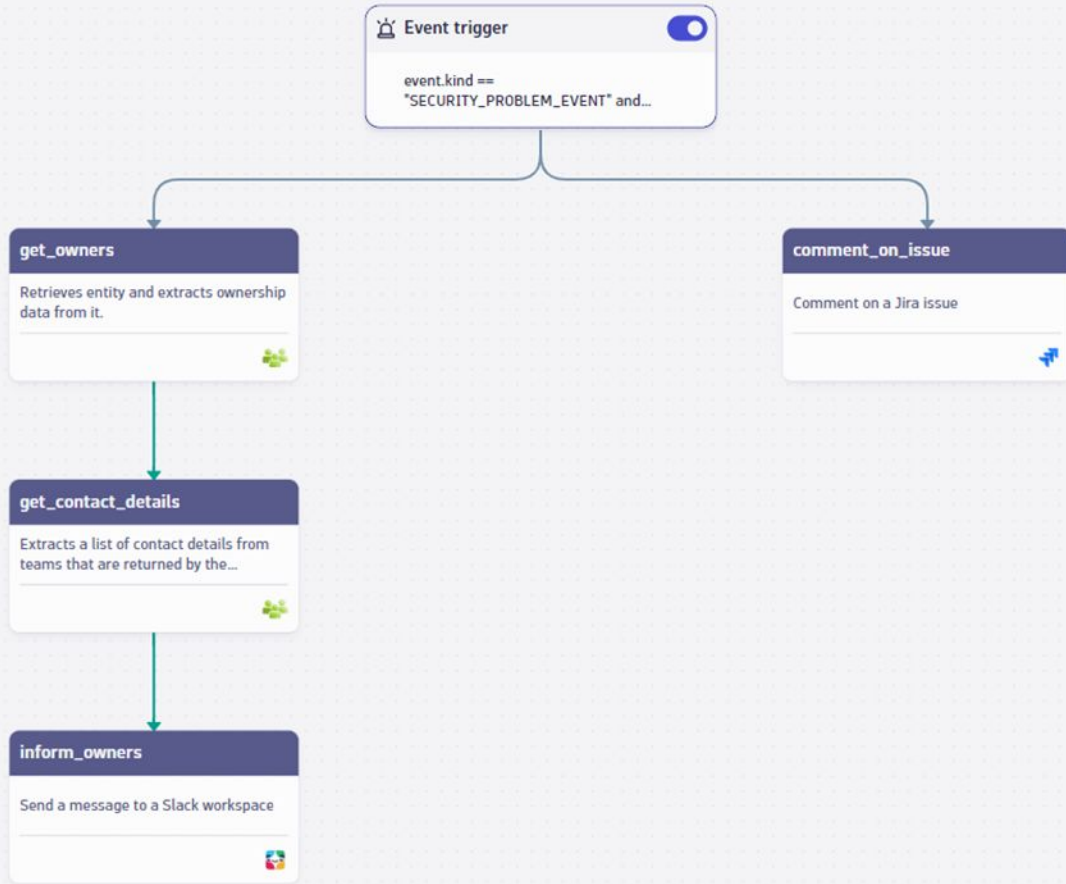 Event trigger
event.kind ==
"SECURITY_PROBLEM_EVENT" and...
get_owners
Retrieves entity and extracts ownership
data from it.
comment_on_issue
Comment on a Jira issue
get_contact_details
Extracts a list of contact details from
teams that are returned by the...
inform_owners
Send a message to a Slack workspace